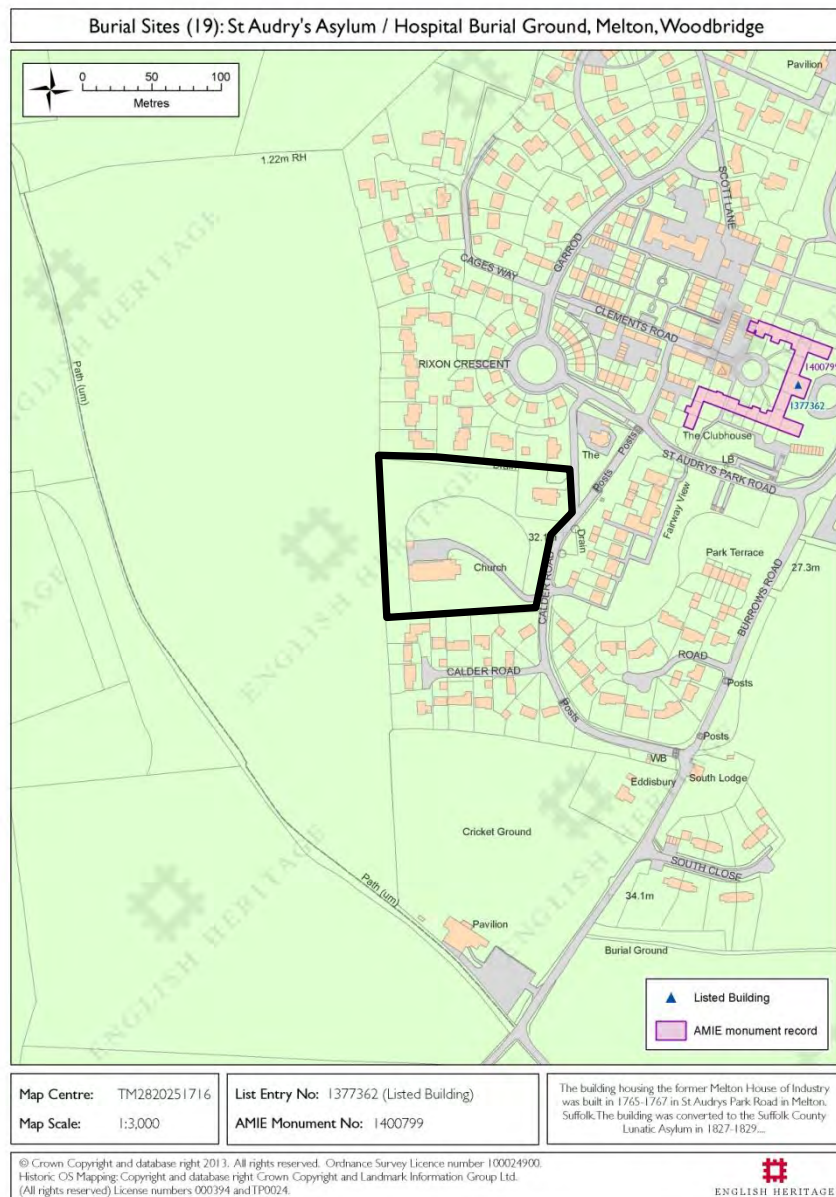 Burial Sites (19): St Audry's Asylum / Hospital Burial Ground, Melton, Woodbridge
0 50 100
Metres
Pavilion
1.22m RH
SCOTT LANE
GARROD
CAGES WAY
CLEMENTS ROAD
Path (um)
RIXON CRESCENT
1400799
1377362
The Clubhouse
The
Posts
LB
ST AUDRYS PARK ROAD
Drain
Posts
Fairway View
32.1m
Drain
Park Terrace
Church
27.3m
CALDER ROAD
BURROWS ROAD
CALDER ROAD
ROAD
Posts
Posts
Posts
WB
Eddisbury
South Lodge
Cricket Ground
SOUTH CLOSE
Path (um)
34.1m
Pavilion
Burial Ground
Listed Building
AMIE monument record
ENGLISH HERITAGE
ENGLISH HERITAGE
ENGLISH HERITAGE
ENGLISH HERITAGE
Map Centre: TM2820251716
Map Scale: 1:3,000
List Entry No: 1377362 (Listed Building)
AMIE Monument No: 1400799
The building housing the former Melton House of Industry
was built in 1765-1767 in St Audrys Park Road in Melton,
Suffolk. The building was converted to the Suffolk County
Lunatic Asylum in 1827-1829....
© Crown Copyright and database right 2013. All rights reserved. Ordnance Survey Licence number 100024900.
Historic OS Mapping: Copyright and database right Crown Copyright and Landmark Information Group Ltd.
(All rights reserved) License numbers 000394 and TP0024.
ENGLISH HERITAGE